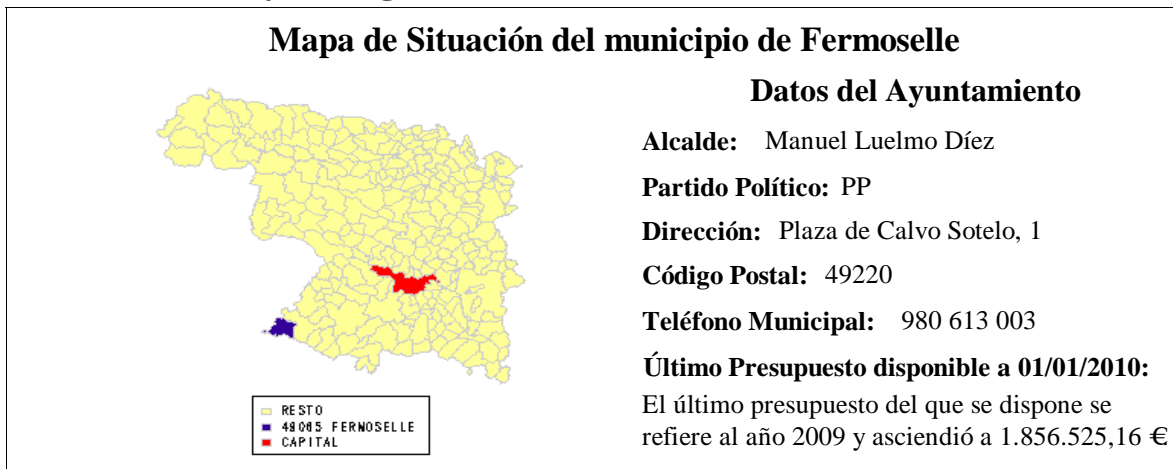 Mapa de Situación del municipio de Fermoselle
Datos del Ayuntamiento
Alcalde: Manuel Luelmo Díez
Partido Político: PP
Dirección: Plaza de Calvo Sotelo, 1
Código Postal: 49220
Teléfono Municipal: 980 613 003
Último Presupuesto disponible a 01/01/2010:
El último presupuesto del que se dispone se
refiere al año 2009 y asciendió a 1.856.525,16 €
RESTO
49065 FERMOSELLE
CAPITAL